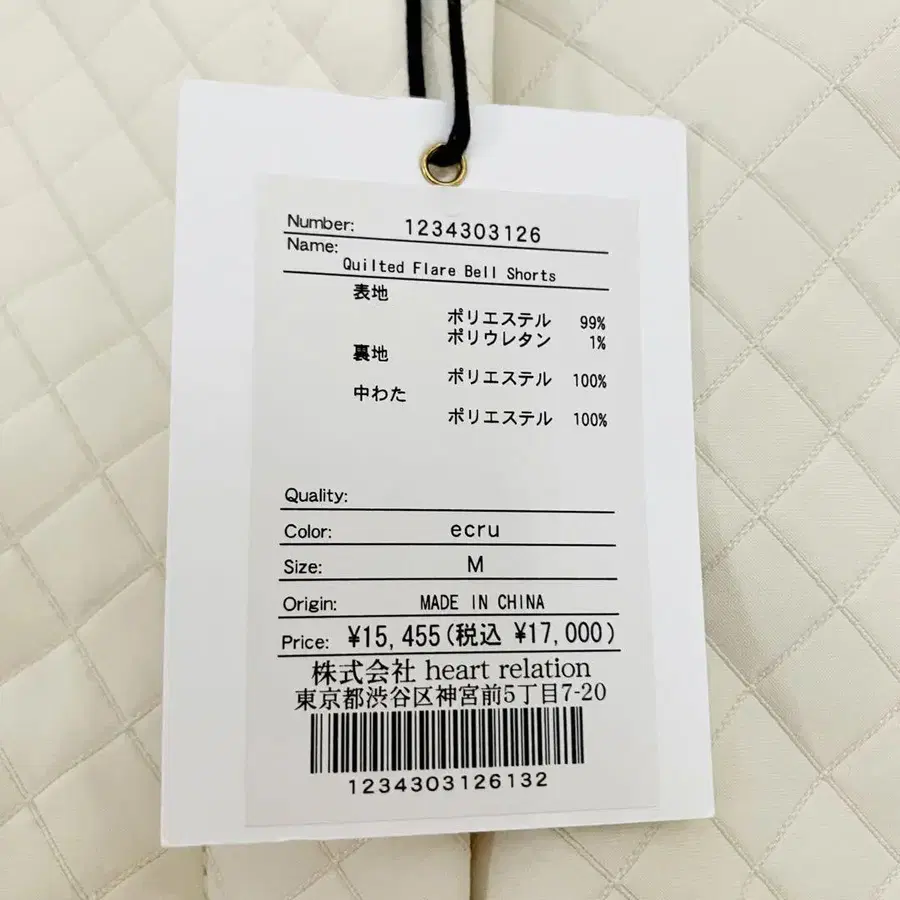 Number: 1234303126
Name:
Quilted Flare Bell Shorts
表地
ポリエステル 99%
ポリウレタン 1%
裏地
ポリエステル 100%
中わた
ポリエステル 100%
Quality:
Color: ecru
Size: M
Origin: MADE IN CHINA
Price: ¥15,455(税込 ¥17,000)
株式会社 heart relation
東京都渋谷区神宮前5丁目7-20
1234303126132